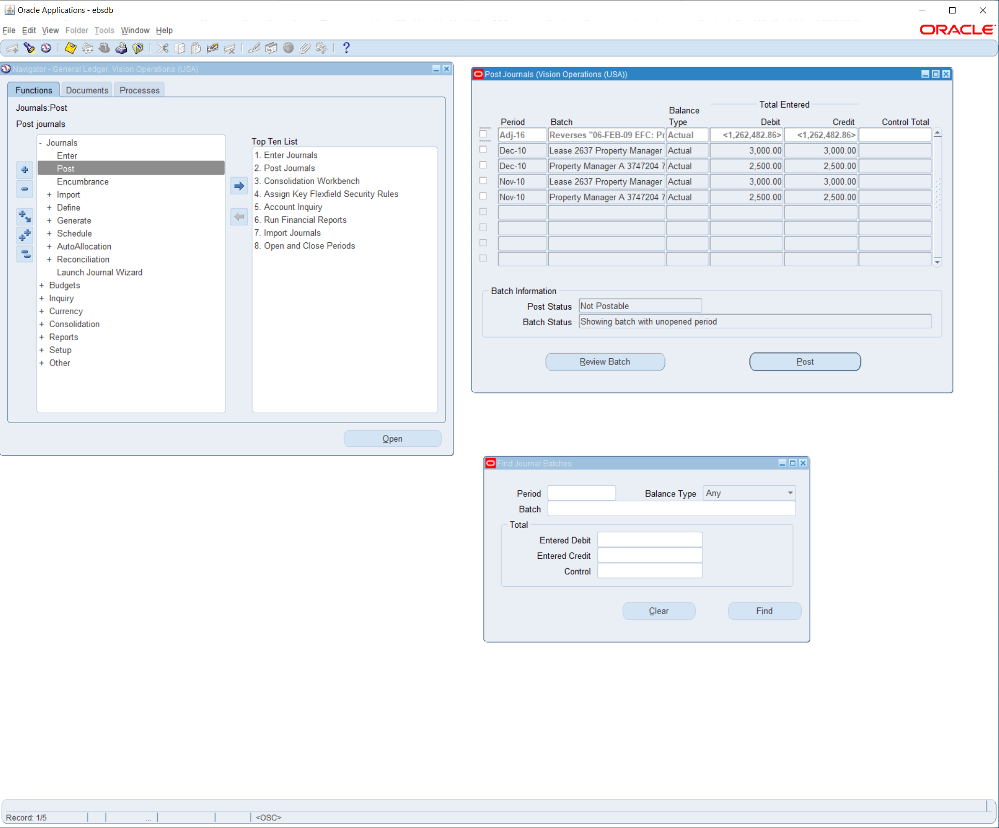 Oracle Applications - ebsdb
File Edit View Folder Tools Window Help
ORACLE
?
Navigator - General Ledger, Vision Operations (USA)
Functions Documents Processes
Journals:Post
Post journals
- Journals
Enter
Post
Encumbrance
+ Import
+ Define
+ Generate
+ Schedule
+ AutoAllocation
+ Reconciliation
Launch Journal Wizard
+ Budgets
+ Inquiry
+ Currency
+ Consolidation
+ Reports
+ Setup
+ Other
Top Ten List
1. Enter Journals
2. Post Journals
3. Consolidation Workbench
4. Assign Key Flexfield Security Rules
5. Account Inquiry
6. Run Financial Reports
7. Import Journals
8. Open and Close Periods
Open
Post Journals (Vision Operations (USA))
Total Entered
Period Batch Balance Type Debit Credit Control Total
Adj-16 Reverses "06-FEB-09 EFC: Pr Actual <1,262,482.86> <1,262,482.86>
Dec-10 Lease 2637 Property Manager Actual 3,000.00 3,000.00
Dec-10 Property Manager A 3747204 7 Actual 2,500.00 2,500.00
Nov-10 Lease 2637 Property Manager Actual 3,000.00 3,000.00
Nov-10 Property Manager A 3747204 7 Actual 2,500.00 2,500.00
Batch Information
Post Status Not Postable
Batch Status Showing batch with unopened period
Review Batch Post
Find Journal Batches
Period Balance Type Any
Batch
Total
Entered Debit
Entered Credit
Control
Clear Find
Record: 1/5 ... <OSC>